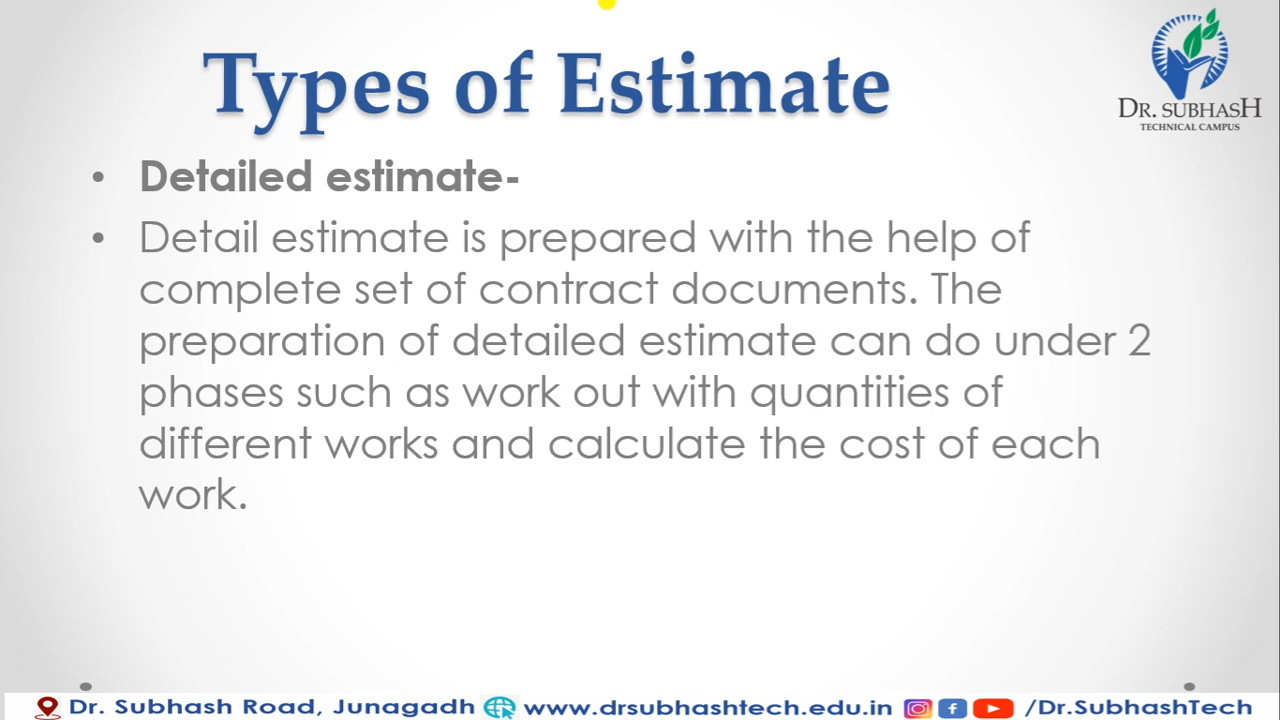 Types of Estimate
DR. SUBHASH
TECHNICAL CAMPUS
• Detailed estimate-
• Detail estimate is prepared with the help of
complete set of contract documents. The
preparation of detailed estimate can do under 2
phases such as work out with quantities of
different works and calculate the cost of each
work.
Dr. Subhash Road, Junagadh www.drsubhashtech.edu.in /Dr.SubhashTech